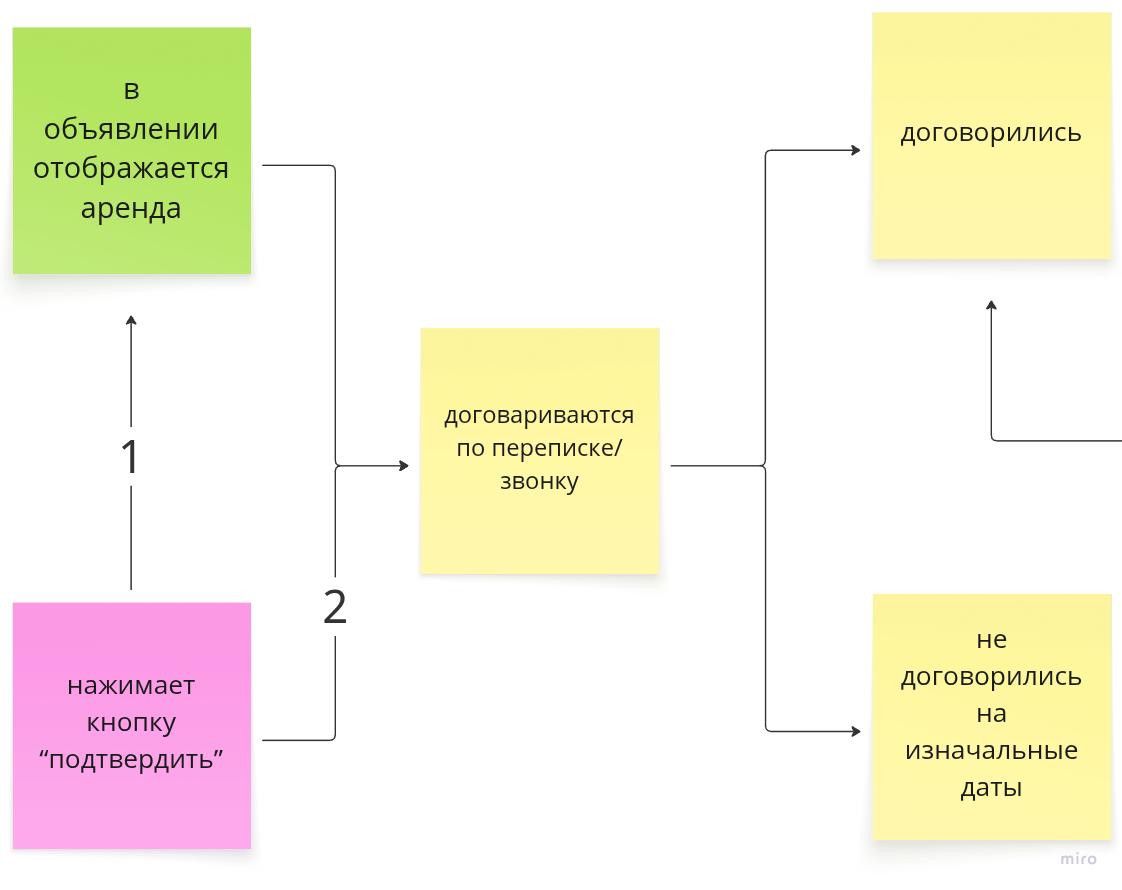 в
объявлении
отображается
аренда
1
нажимает
кнопку
“подтвердить”
2
договариваются
по переписке/
звонку
договорились
не
договорились
на
изначальные
даты
miro